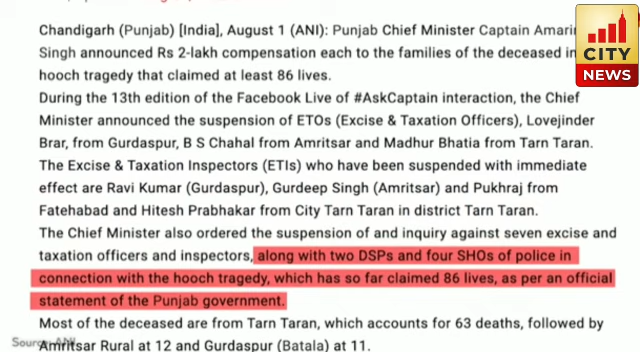 Chandigarh (Punjab) [India], August 1 (ANI): Punjab Chief Minister Captain
Singh announced Rs 2-lakh compensation each to the families of the deceased in
hooch tragedy that claimed at least 86 lives.
During the 13th edition of the Facebook Live of #AskCaptain interaction, the Chief
Minister announced the suspension of ETOs (Excise & Taxation Officers), Lovejinder
Brar, from Gurdaspur, B S Chahal from Amritsar and Madhur Bhatia from Tarn Taran.
The Excise & Taxation Inspectors (ETIs) who have been suspended with immediate
effect are Ravi Kumar (Gurdaspur), Gurdeep Singh (Amritsar) and Pukhraj from
Fatehabad and Hitesh Prabhakar from City Tarn Taran in district Tarn Taran.
The Chief Minister also ordered the suspension of and inquiry against seven excise and
taxation officers and inspectors, along with two DSPs and four SHOs of police in
connection with the hooch tragedy, which has so far claimed 86 lives, as per an official
statement of the Punjab government.
Most of the deceased are from Tarn Taran, which accounts for 63 deaths, followed by
Amritsar Rural at 12 and Gurdaspur (Batala) at 11.
Source: ANI
CITY
NEWS